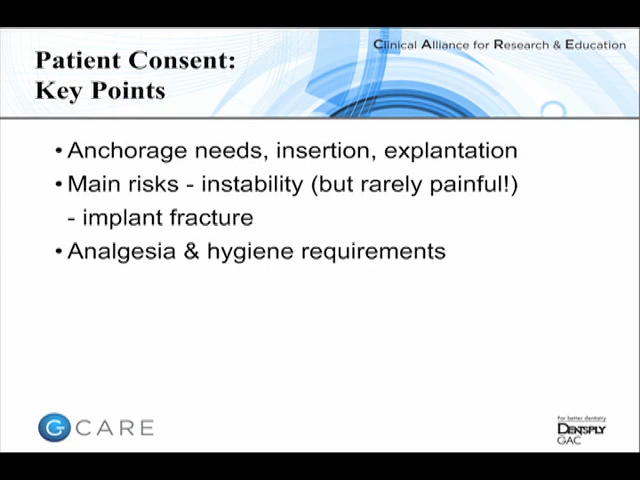 Clinical Alliance for Research & Education
Patient Consent:
Key Points
• Anchorage needs, insertion, explantation
• Main risks - instability (but rarely painful!)
- implant fracture
• Analgesia & hygiene requirements
G CARE
For better dentistry
DENTSPLY
GAC